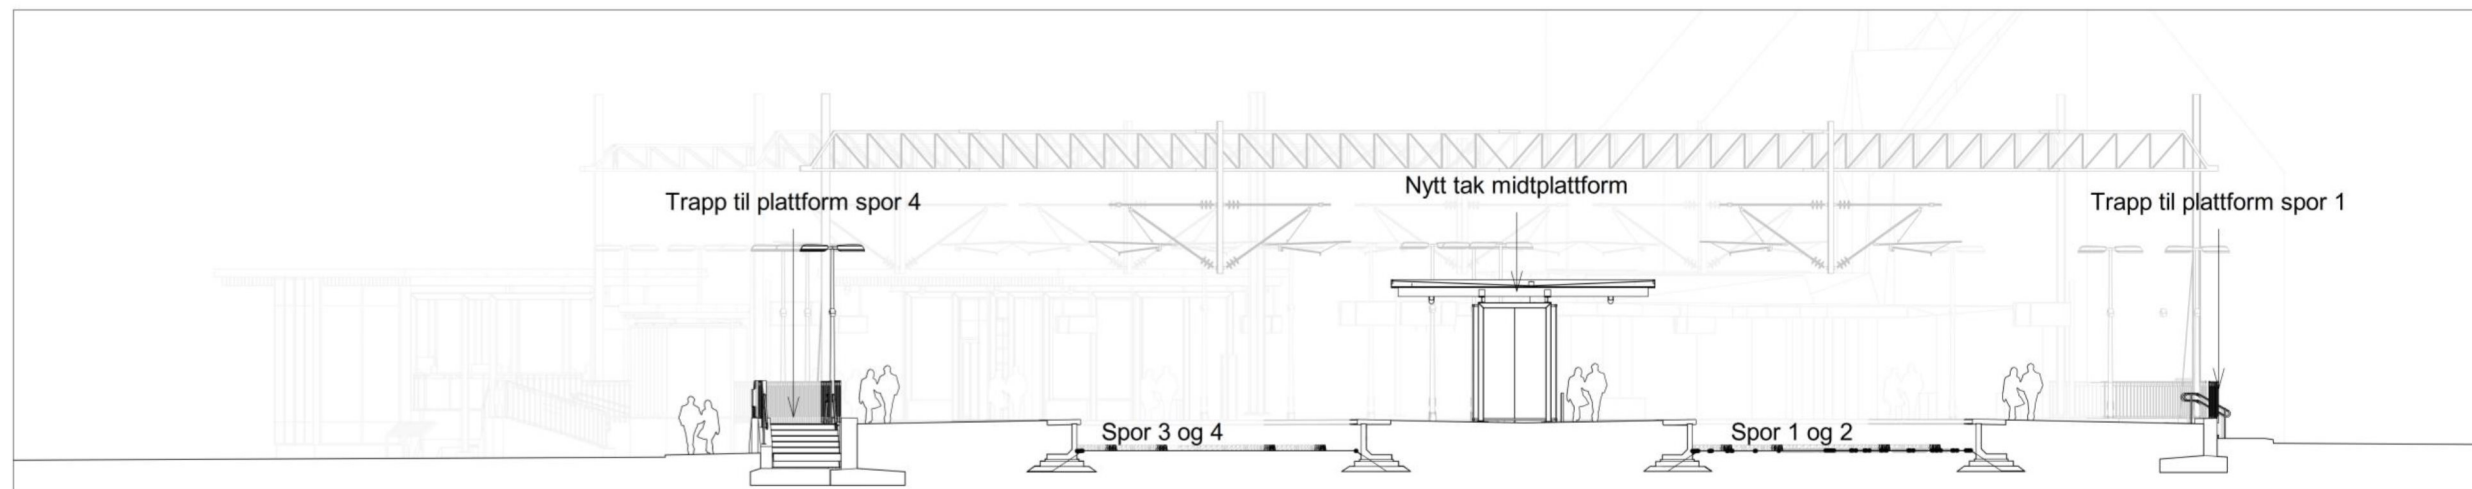 Trapp til plattform spor 4
Nytt tak midtplattform
Trapp til plattform spor 1
Spor 3 og 4
Spor 1 og 2